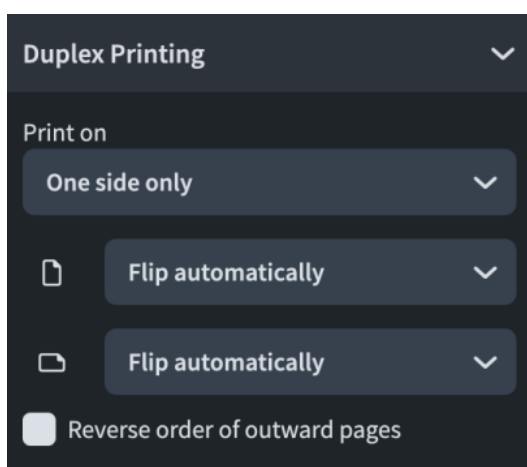 Duplex Printing
Print on
One side only
Flip automatically
Flip automatically
Reverse order of outward pages